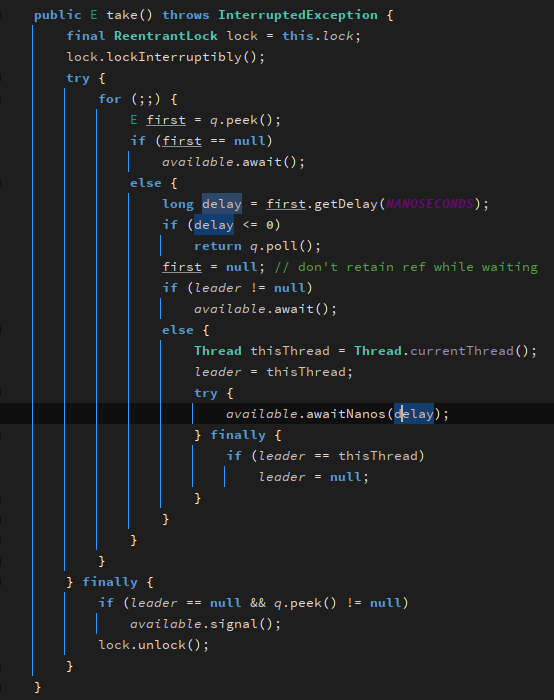 public E take() throws InterruptedException {
    final ReentrantLock lock = this.lock;
    lock.lockInterruptibly();
    try {
        for (;;) {
            E first = q.peek();
            if (first == null)
                available.await();
            else {
                long delay = first.getDelay(NANOSECONDS);
                if (delay <= 0)
                    return q.poll();
                first = null; // don't retain ref while waiting
                if (leader != null)
                    available.await();
                else {
                    Thread thisThread = Thread.currentThread();
                    leader = thisThread;
                    try {
                        available.awaitNanos(delay);
                    } finally {
                        if (leader == thisThread)
                            leader = null;
                    }
                }
            }
        }
    } finally {
        if (leader == null && q.peek() != null)
            available.signal();
        lock.unlock();
    }
}